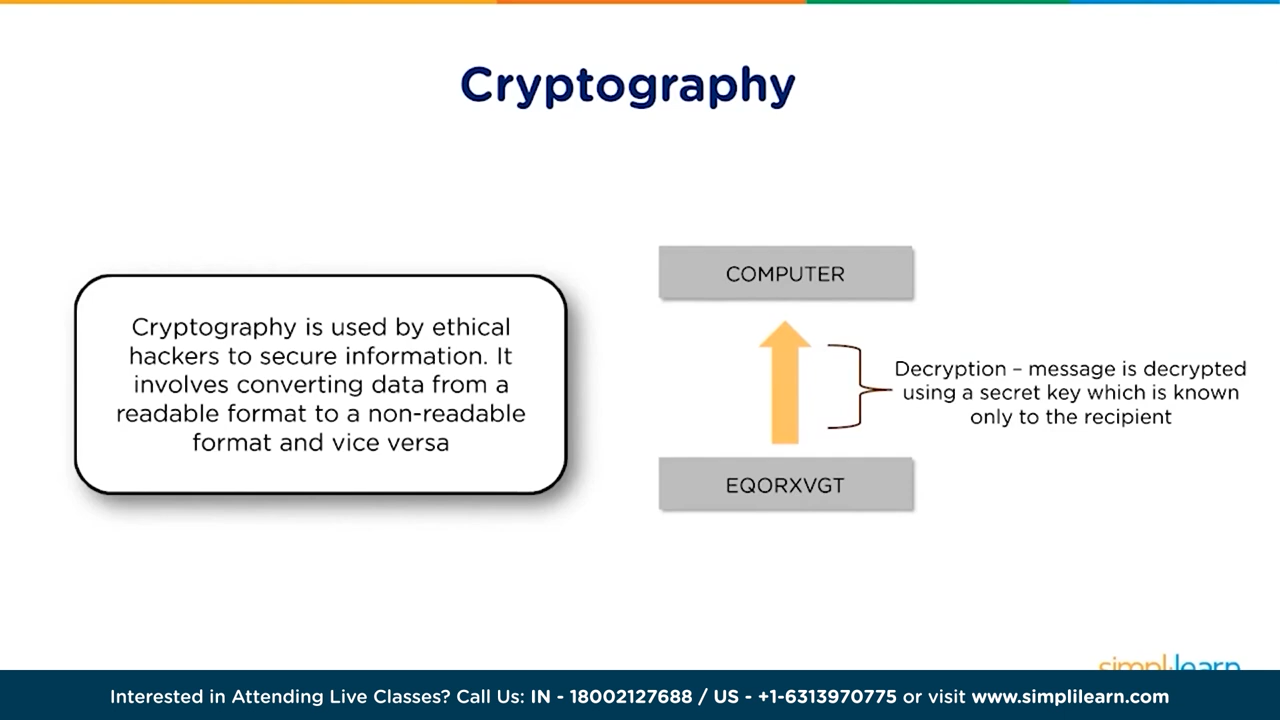 Cryptography
Cryptography is used by ethical
hackers to secure information. It
involves converting data from a
readable format to a non-readable
format and vice versa
COMPUTER
Decryption – message is decrypted
using a secret key which is known
only to the recipient
EQORXVGT
simplilearn
Interested in Attending Live Classes? Call Us: IN - 18002127688 / US - +1-6313970775 or visit www.simplilearn.com